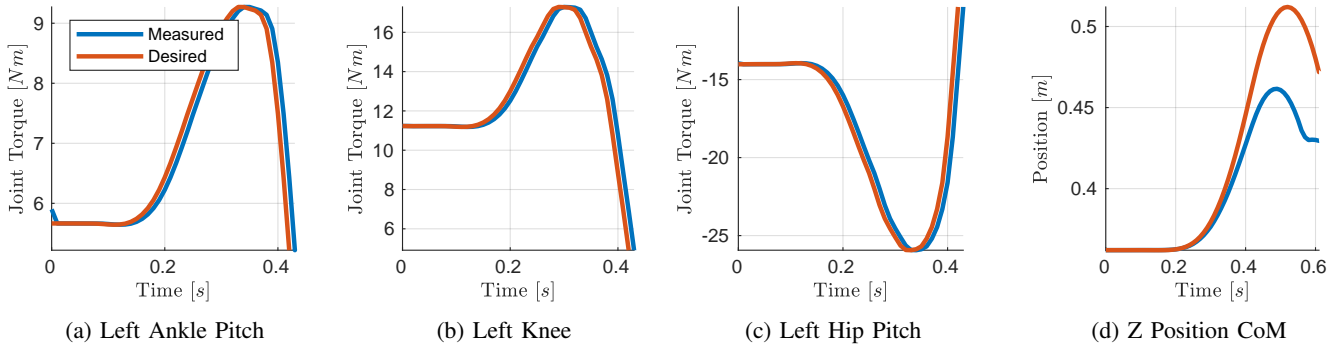 Measured
Desired
Joint Torque [Nm]
9
8
7
6
0
0.2
0.4
Time [s]
(a) Left Ankle Pitch
Joint Torque [Nm]
16
14
12
10
8
6
0
0.2
0.4
Time [s]
(b) Left Knee
Joint Torque [Nm]
-15
-20
-25
0
0.2
0.4
Time [s]
(c) Left Hip Pitch
Position [m]
0.5
0.45
0.4
0
0.2
0.4
0.6
Time [s]
(d) Z Position CoM